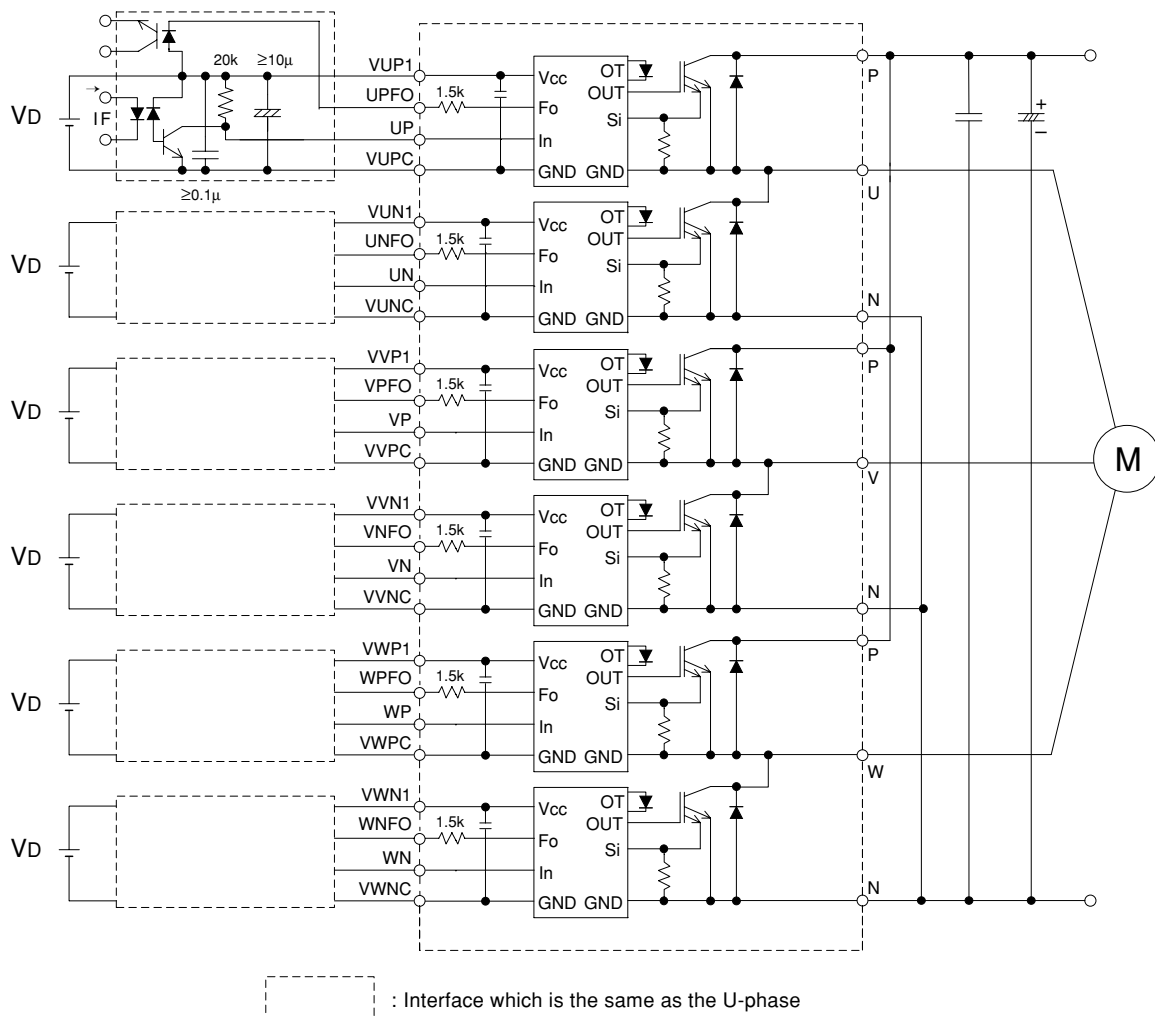 20k ≥10μ
VD
IF
≥0.1μ
VUP1
UPFO 1.5k
UP
VUPC
Vcc
Fo
In
GND GND
OT
OUT
Si
P
U
+
–
VD
VUN1
UNFO 1.5k
UN
VUNC
Vcc
Fo
In
GND GND
OT
OUT
Si
N
VD
VVP1
VPFO 1.5k
VP
VVPC
Vcc
Fo
In
GND GND
OT
OUT
Si
P
V
M
VD
VVN1
VNFO 1.5k
VN
VVNC
Vcc
Fo
In
GND GND
OT
OUT
Si
N
VD
VWP1
WPFO 1.5k
WP
VWPC
Vcc
Fo
In
GND GND
OT
OUT
Si
P
W
VD
VWN1
WNFO 1.5k
WN
VWNC
Vcc
Fo
In
GND GND
OT
OUT
Si
N
: Interface which is the same as the U-phase